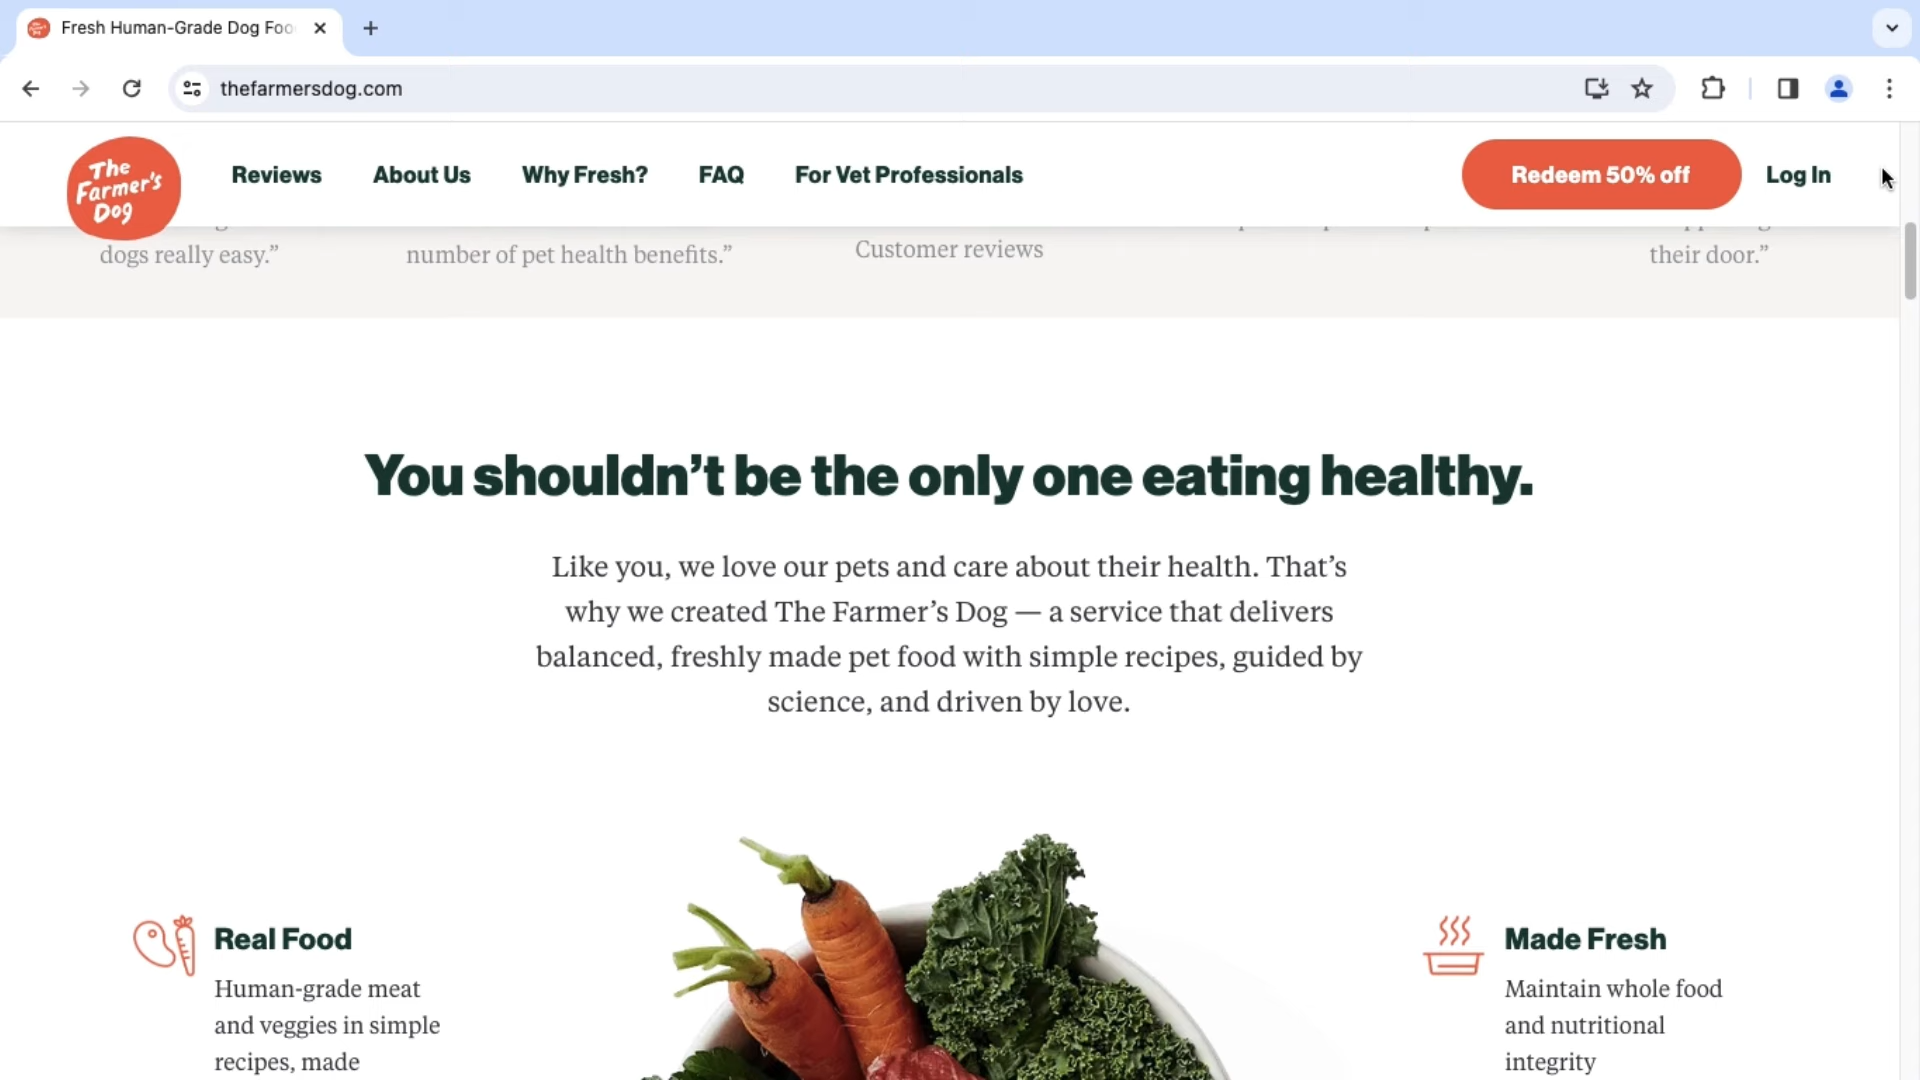 Fresh Human-Grade Dog Foo
thefarmersdog.com
The
Farmer's
Dog
Reviews
About Us
Why Fresh?
FAQ
For Vet Professionals
Redeem 50% off
Log In
dogs really easy.”
number of pet health benefits.”
Customer reviews
their door.”
You shouldn’t be the only one eating healthy.
Like you, we love our pets and care about their health. That’s
why we created The Farmer’s Dog — a service that delivers
balanced, freshly made pet food with simple recipes, guided by
science, and driven by love.
Real Food
Human-grade meat
and veggies in simple
recipes, made
Made Fresh
Maintain whole food
and nutritional
integrity